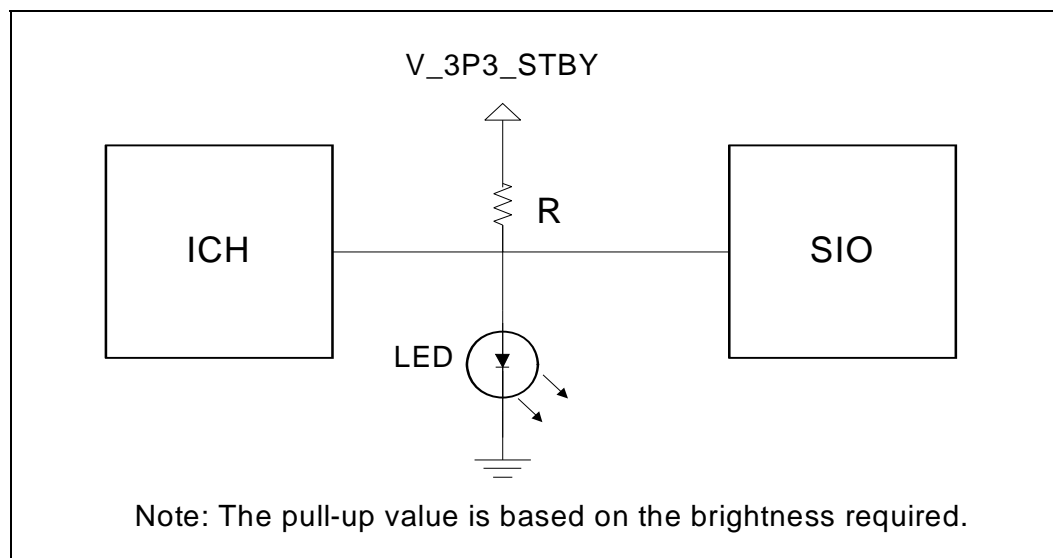 V_3P3_STBY
R
ICH
SIO
LED
Note: The pull-up value is based on the brightness required.